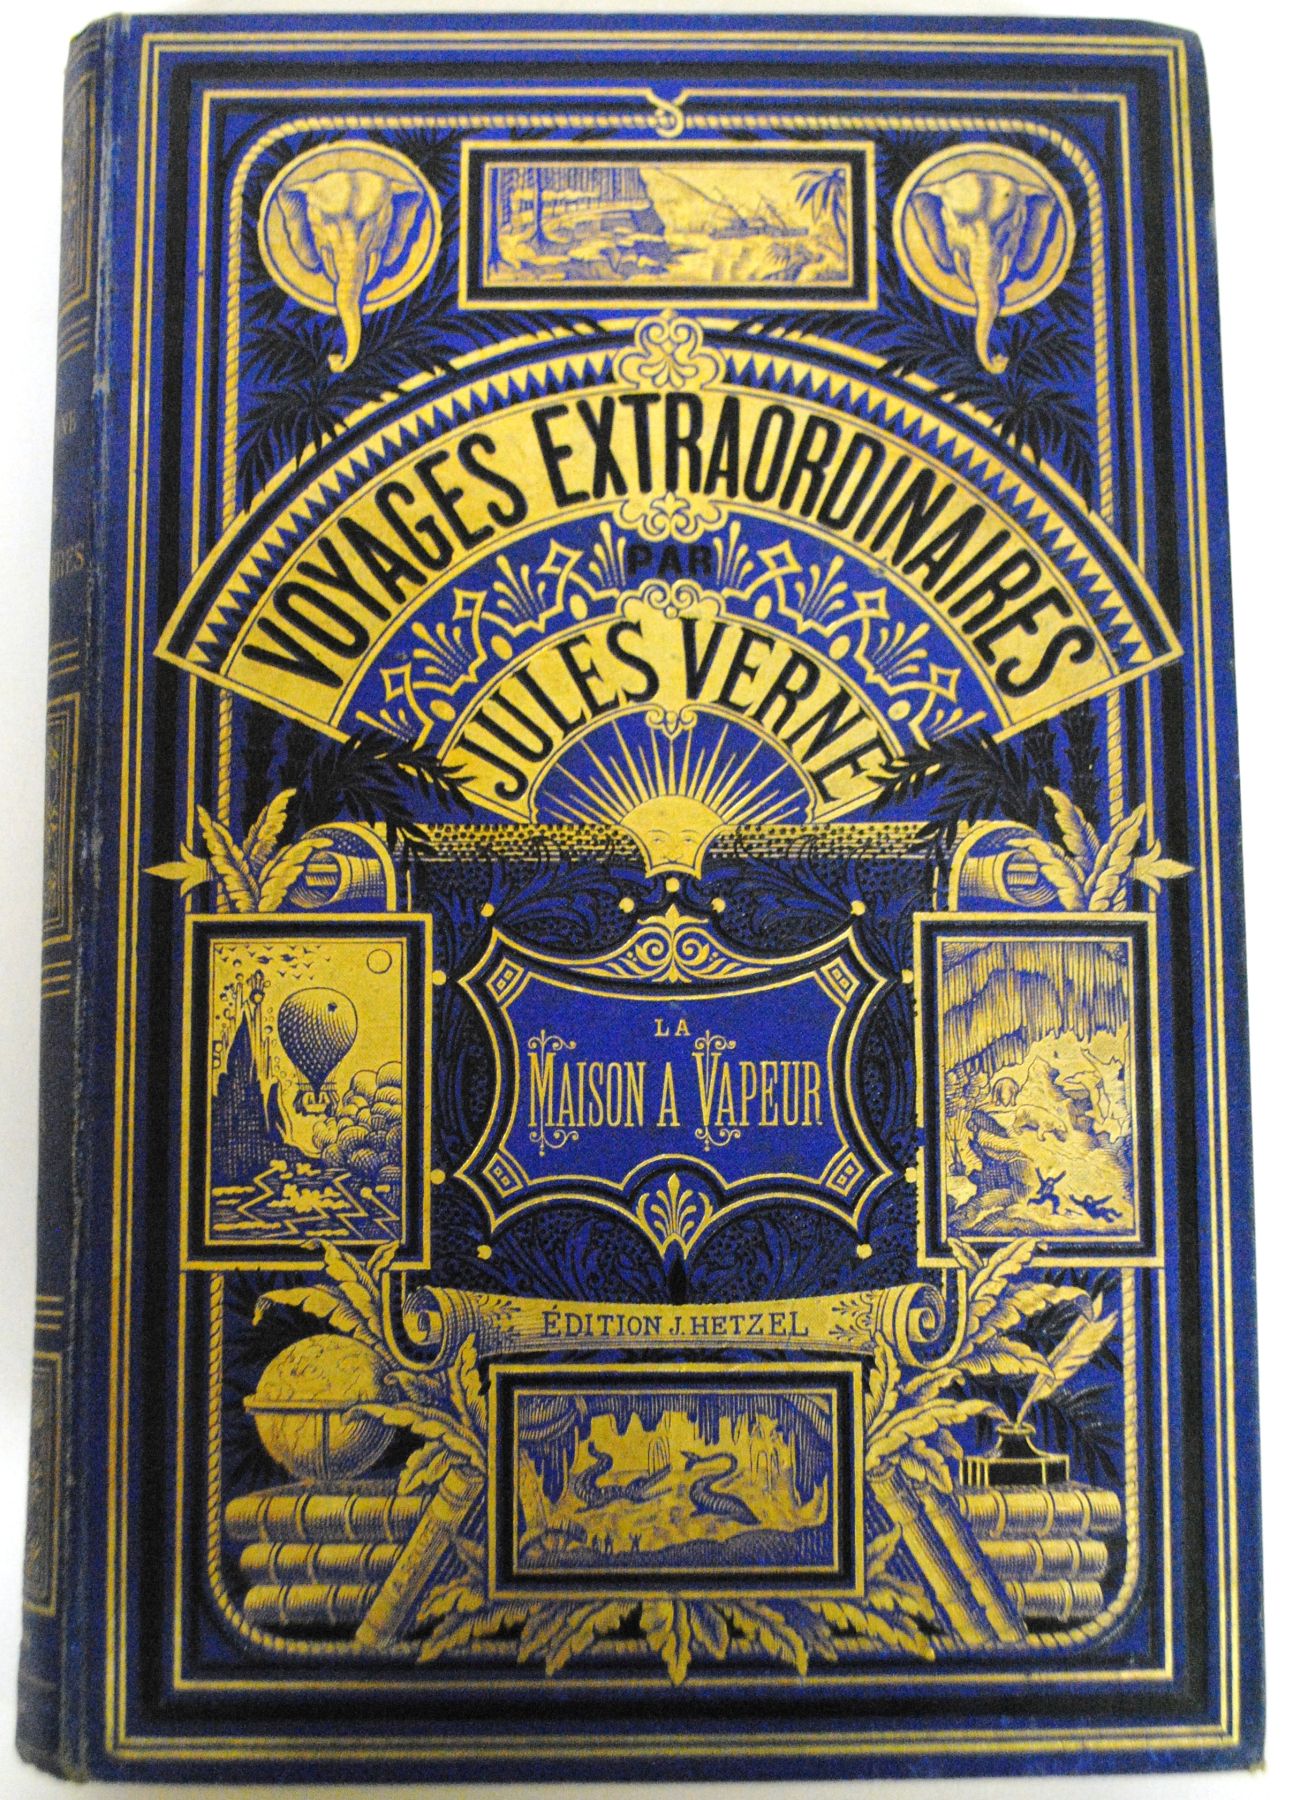 VOYAGES EXTRAORDINAIRES
PAR
JULES VERNE
LA
MAISON A VAPEUR
ÉDITION J. HETZEL